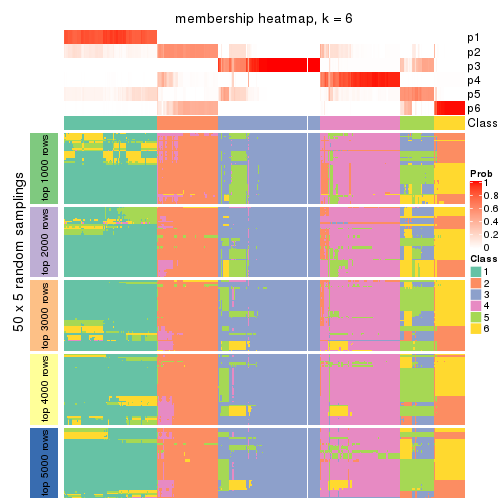 membership heatmap, k = 6
p1
p2
p3
p4
p5
p6
Class
50 x 5 random samplings
top 1000 rows
top 2000 rows
top 3000 rows
top 4000 rows
top 5000 rows
Prob
1
0.8
0.6
0.4
0.2
0
Class
1
2
3
4
5
6